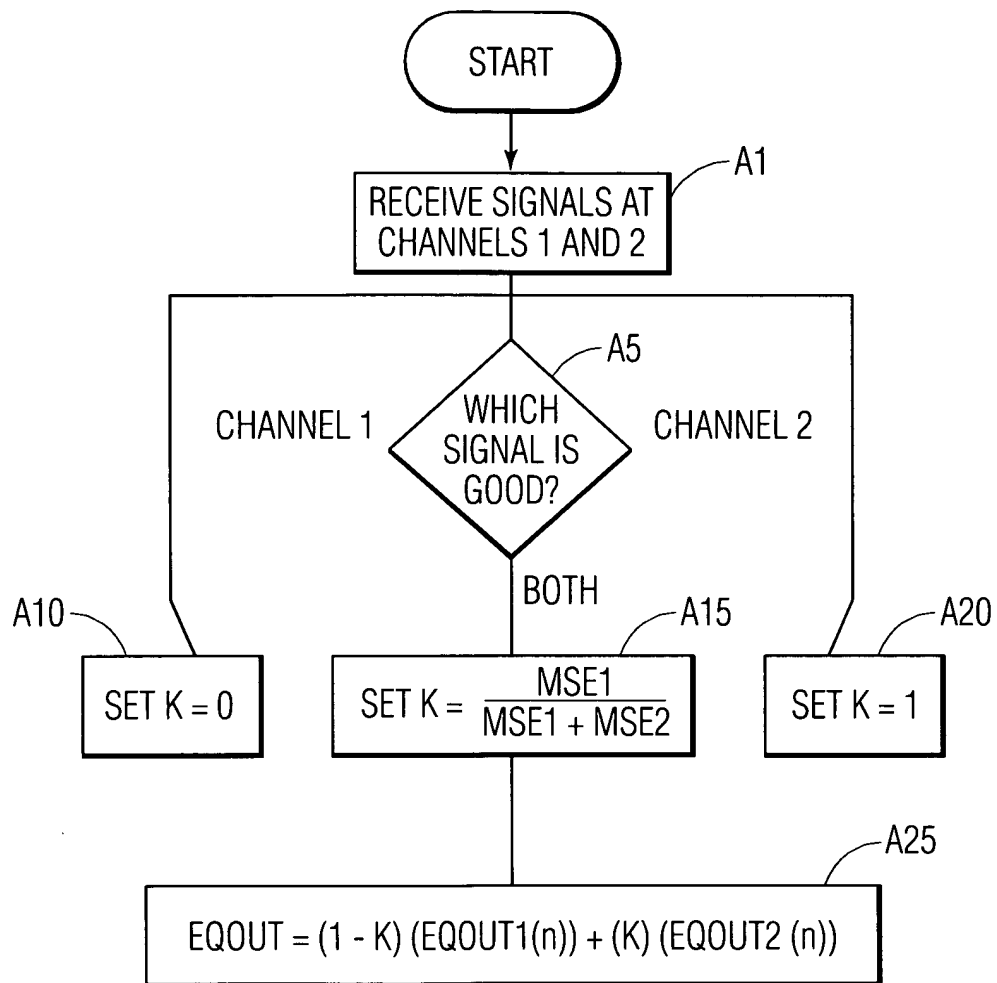 START
A1
RECEIVE SIGNALS AT
CHANNELS 1 AND 2
A5
WHICH
SIGNAL IS
GOOD?
CHANNEL 1
CHANNEL 2
BOTH
A10
A15
A20
SET K = 0
SET K = MSE1
MSE1 + MSE2
SET K = 1
A25
EQOUT = (1 - K) (EQOUT1(n)) + (K) (EQOUT2 (n))